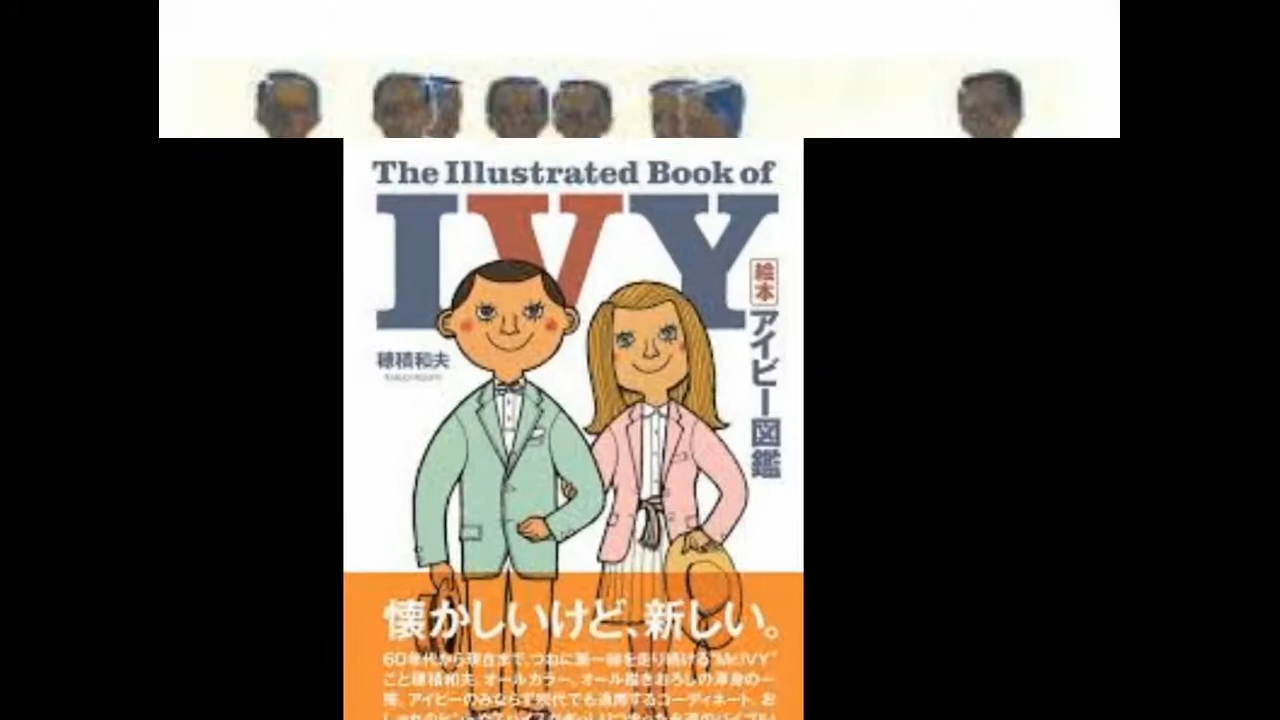 The Illustrated Book of
IVY
絵本
アイビー図鑑
穂積和夫
懐かしいけど、新しい。
60年代から現在まで、つねに第一線を走り続ける"Mr.IVY"
こと穂積和夫、オールカラー、オール描きおろしの渾身の一
冊、アイビーのみならず現代でも通用するコーディネート、お